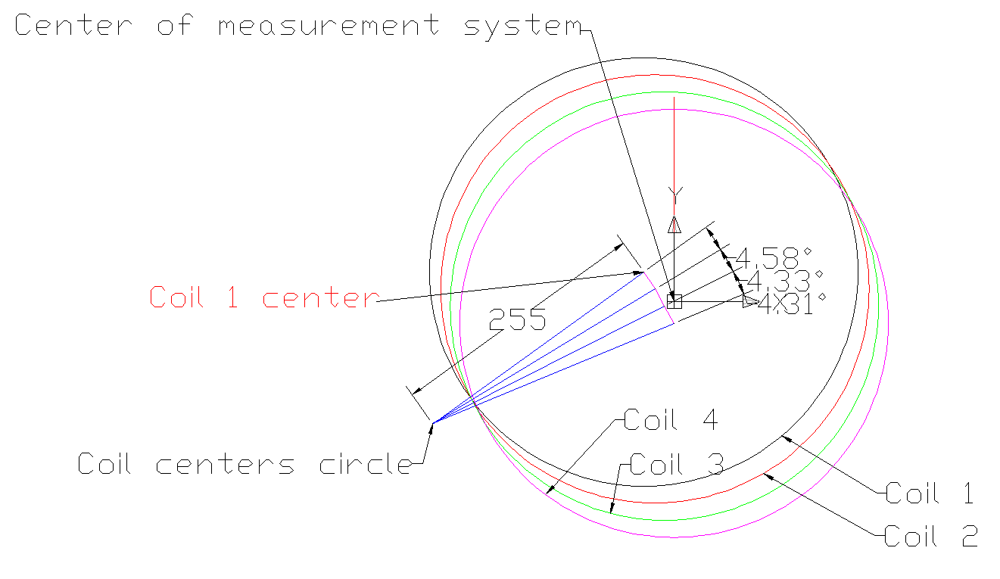 Center of measurement system
Y
4,58°
4,33°
X
4,31°
Coil 1 center
255
Coil 4
Coil centers circle
Coil 3
Coil 1
Coil 2